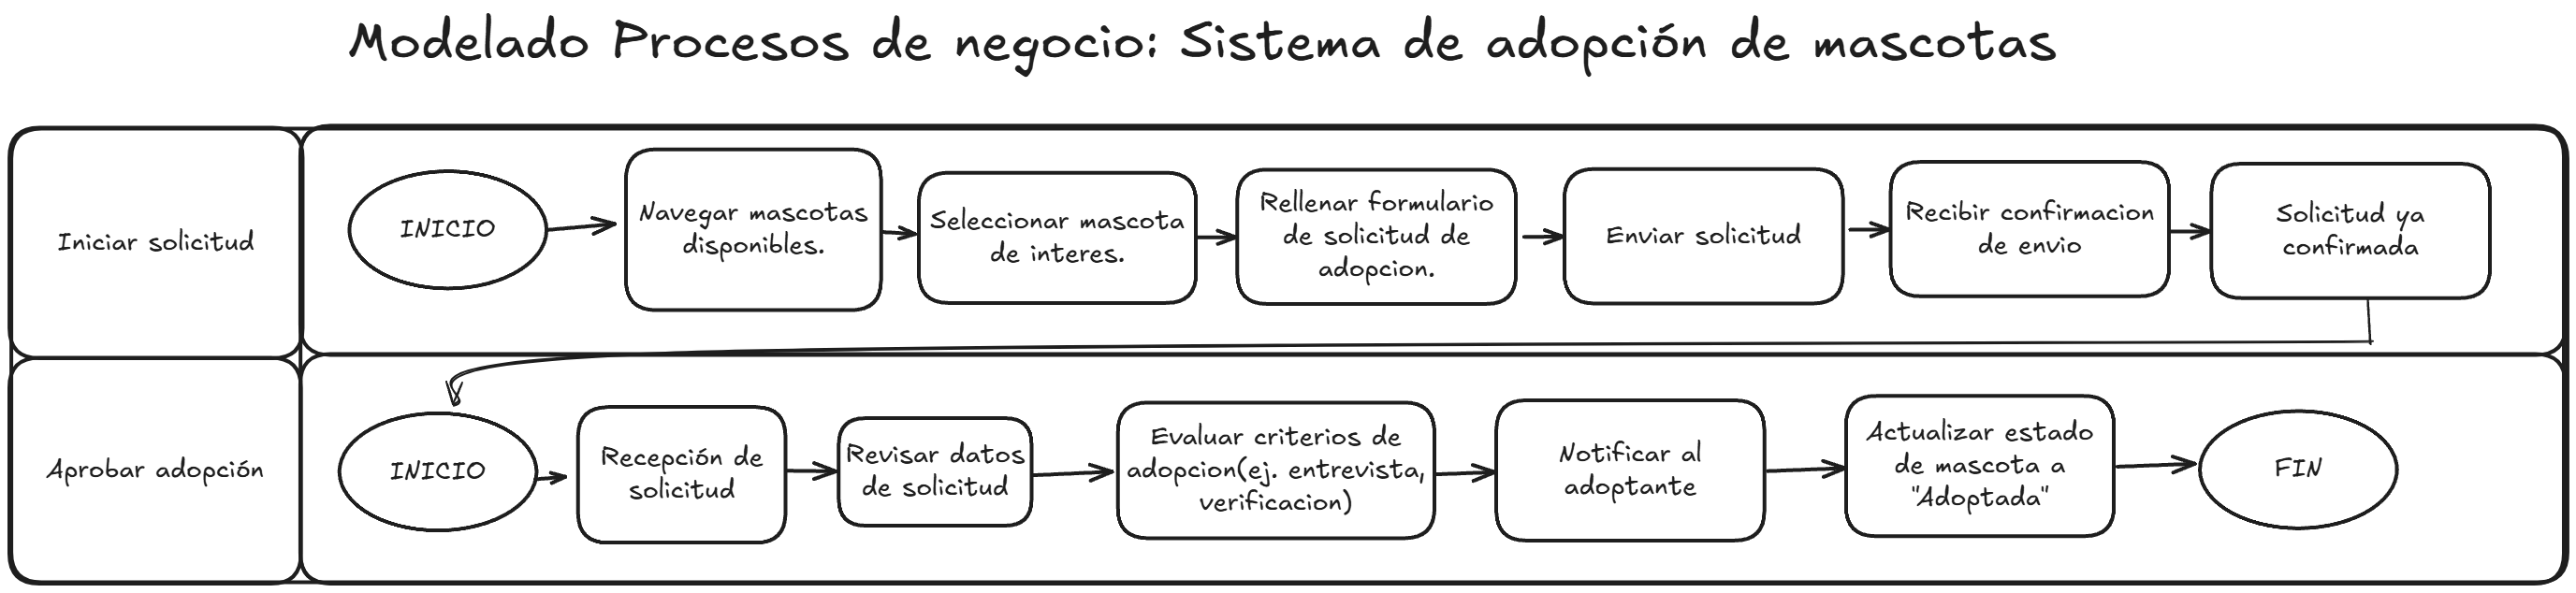 Modelado Procesos de negocio: Sistema de adopción de mascotas
Iniciar solicitud
INICIO
Navegar mascotas
disponibles.
Seleccionar mascota
de interes.
Rellenar formulario
de solicitud de
adopcion.
Enviar solicitud
Recibir confirmacion
de envio
Solicitud ya
confirmada
Aprobar adopción
INICIO
Recepción de
solicitud
Revisar datos
de solicitud
Evaluar criterios de
adopcion(ej. entrevista,
verificacion)
Notificar al
adoptante
Actualizar estado
de mascota a
"Adoptada"
FIN